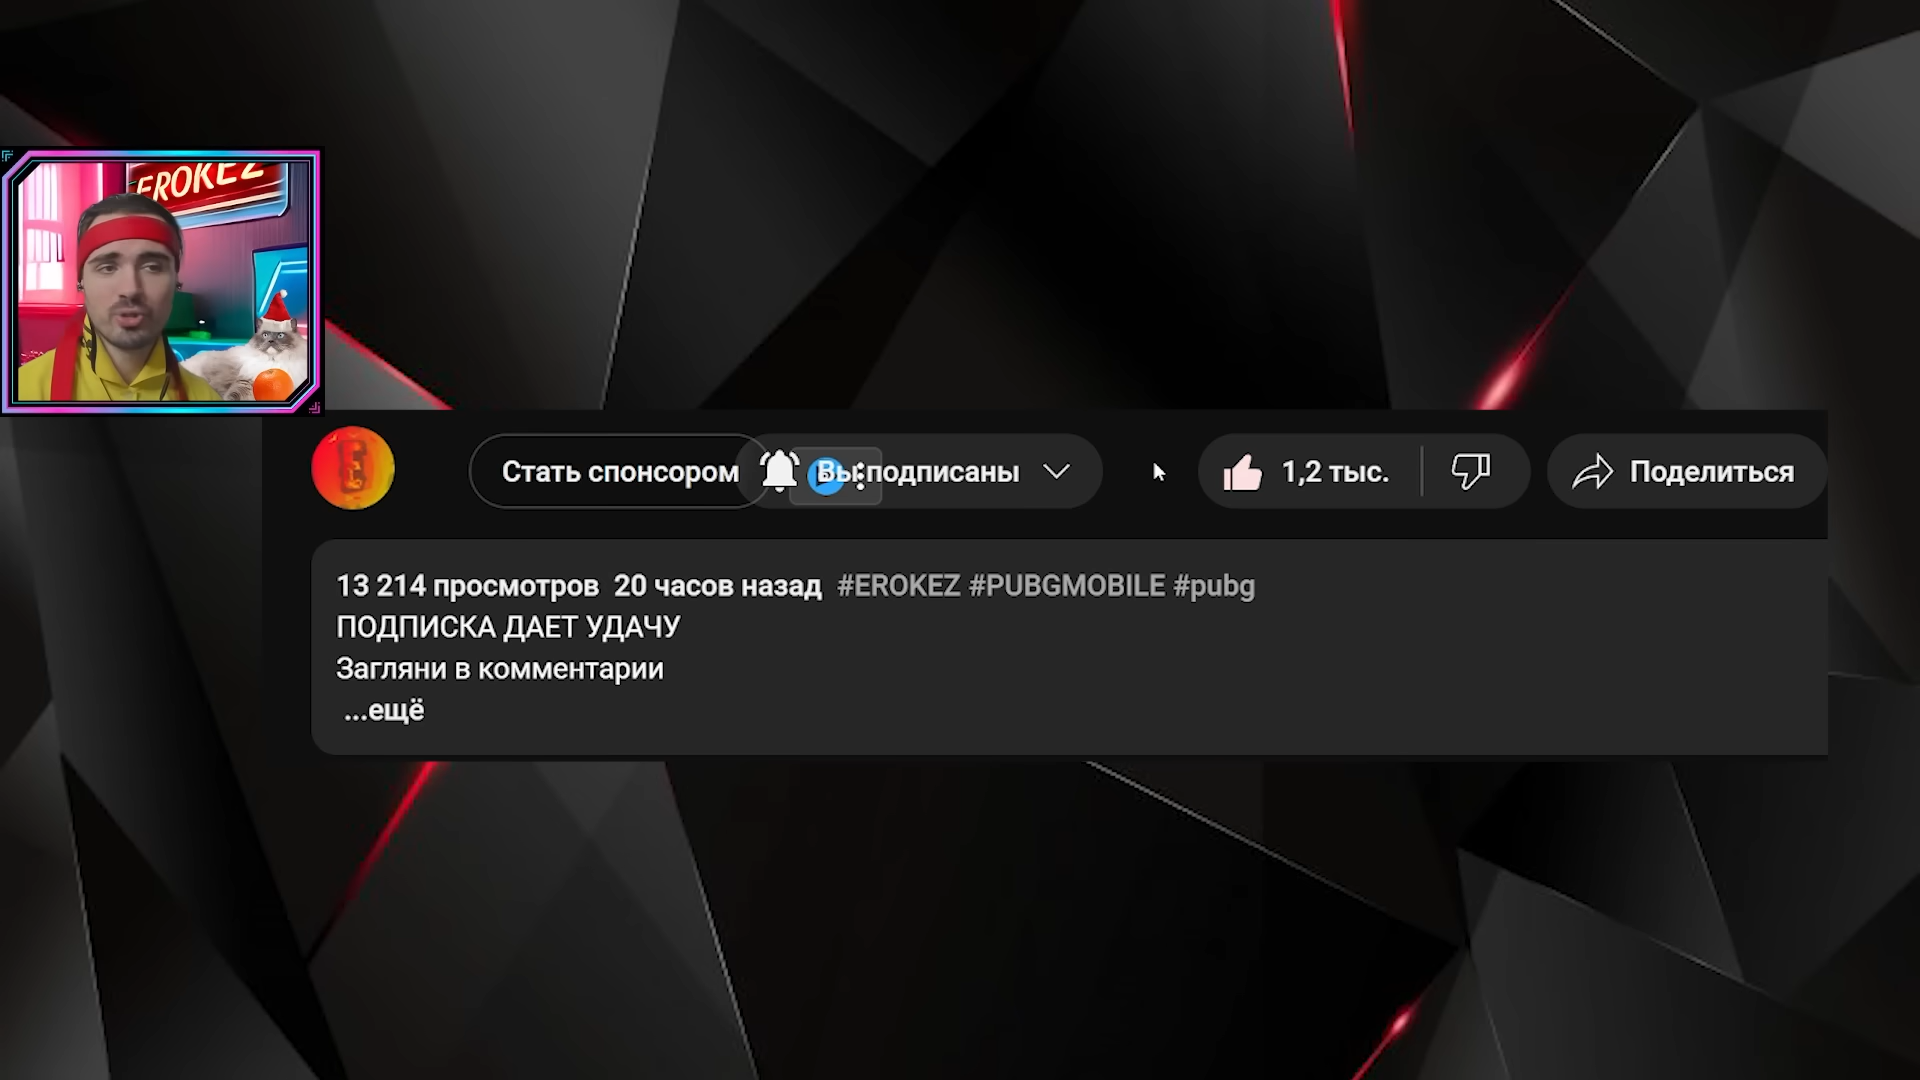 EROKEZ
Стать спонсором
Вы подписаны
1,2 тыс.
Поделиться
13 214 просмотров 20 часов назад #EROKEZ #PUBGMOBILE #pubg
ПОДПИСКА ДАЕТ УДАЧУ
Загляни в комментарии
...ещё